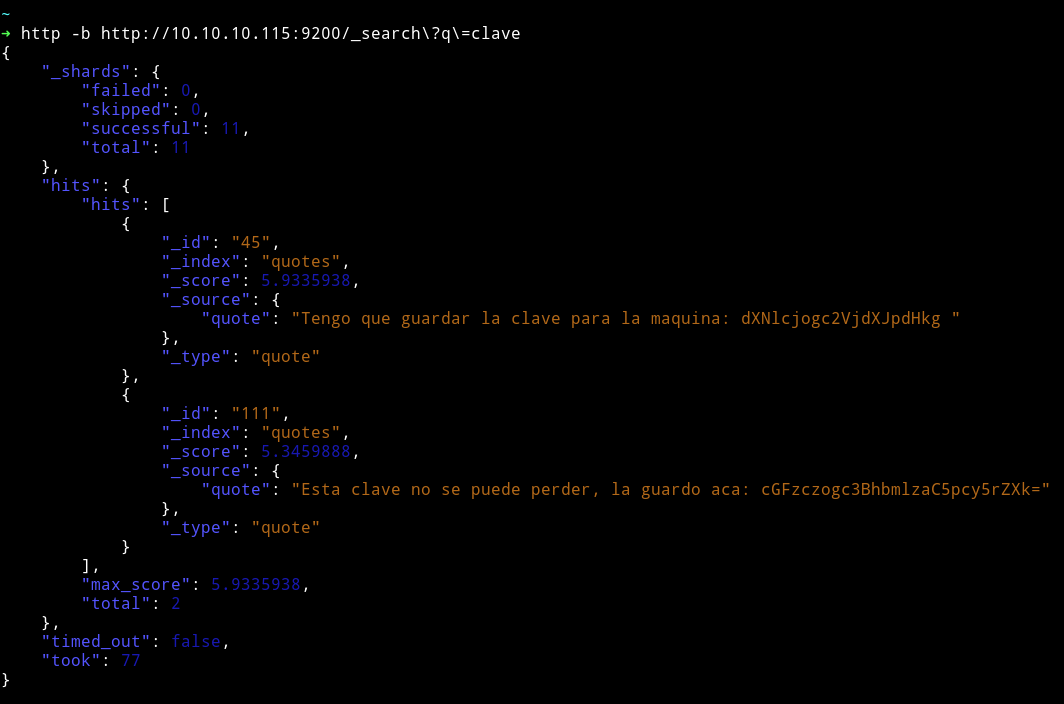 ~
➜ http -b http://10.10.10.115:9200/_search\?q\=clave
{
    "_shards": {
        "failed": 0,
        "skipped": 0,
        "successful": 11,
        "total": 11
    },
    "hits": {
        "hits": [
            {
                "_id": "45",
                "_index": "quotes",
                "_score": 5.9335938,
                "_source": {
                    "quote": "Tengo que guardar la clave para la maquina: dXNlcjogc2VjdXJpdHkg "
                },
                "_type": "quote"
            },
            {
                "_id": "111",
                "_index": "quotes",
                "_score": 5.3459888,
                "_source": {
                    "quote": "Esta clave no se puede perder, la guardo aca: cGFzczogc3BhbmlzaC5pcy5rZXk="
                },
                "_type": "quote"
            }
        ],
        "max_score": 5.9335938,
        "total": 2
    },
    "timed_out": false,
    "took": 77
}